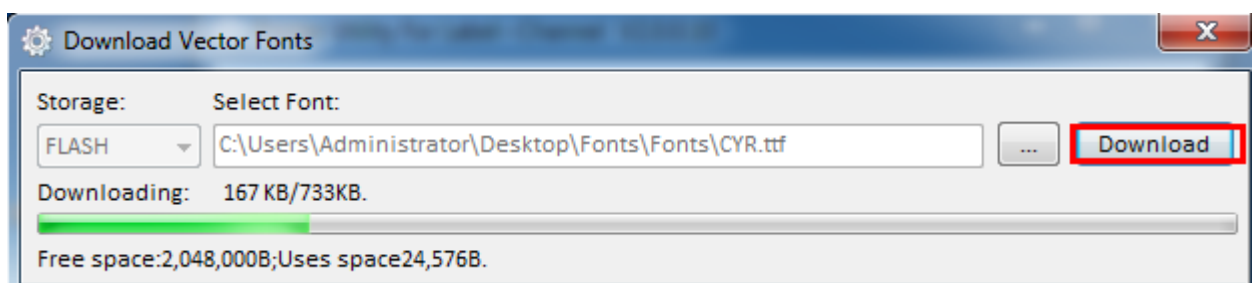 Download Vector Fonts
Storage: Select Font:
FLASH C:\Users\Administrator\Desktop\Fonts\Fonts\CYR.ttf ... Download
Downloading: 167 KB/733KB.
Free space:2,048,000B;Uses space24,576B.